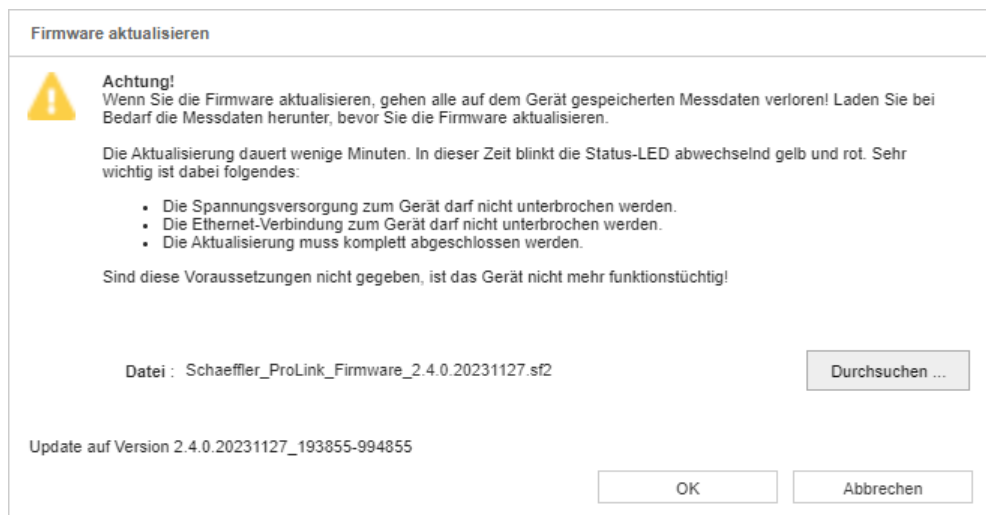 Firmware aktualisieren
Achtung!
Wenn Sie die Firmware aktualisieren, gehen alle auf dem Gerät gespeicherten Messdaten verloren! Laden Sie bei
Bedarf die Messdaten herunter, bevor Sie die Firmware aktualisieren.
Die Aktualisierung dauert wenige Minuten. In dieser Zeit blinkt die Status-LED abwechselnd gelb und rot. Sehr
wichtig ist dabei folgendes:
• Die Spannungsversorgung zum Gerät darf nicht unterbrochen werden.
• Die Ethernet-Verbindung zum Gerät darf nicht unterbrochen werden.
• Die Aktualisierung muss komplett abgeschlossen werden.
Sind diese Voraussetzungen nicht gegeben, ist das Gerät nicht mehr funktionstüchtig!
Datei : Schaeffler_ProLink_Firmware_2.4.0.20231127.sf2 Durchsuchen ...
Update auf Version 2.4.0.20231127_193855-994855
OK Abbrechen